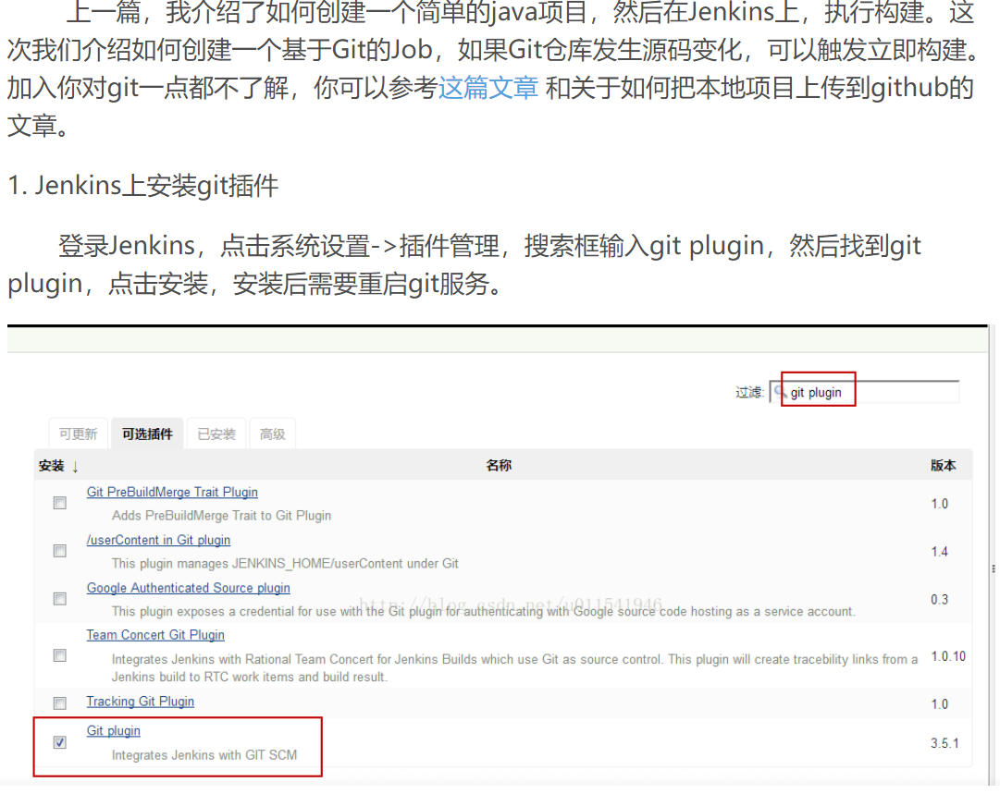 上一篇，我介绍了如何创建一个简单的java项目，然后在Jenkins上，执行构建。这
次我们介绍如何创建一个基于Git的Job，如果Git仓库发生源码变化，可以触发立即构建。
加入你对git一点都不了解，你可以参考这篇文章 和关于如何把本地项目上传到github的
文章。
1. Jenkins上安装git插件
登录Jenkins，点击系统设置->插件管理，搜索框输入git plugin，然后找到git
plugin，点击安装，安装后需要重启git服务。
过滤: git plugin
可更新 可选插件 已安装 高级
安装 ↓ 名称 版本
Git PreBuildMerge Trait Plugin
Adds PreBuildMerge Trait to Git Plugin
1.0
/userContent in Git plugin
This plugin manages JENKINS_HOME/userContent under Git
1.4
Google Authenticated Source plugin
http://blog.csdn.net/u011541946
This plugin exposes a credential for use with the Git plugin for authenticating with Google source code hosting as a service account.
0.3
Team Concert Git Plugin
Integrates Jenkins with Rational Team Concert for Jenkins Builds which use Git as source control. This plugin will create tracebility links from a
Jenkins build to RTC work items and build result.
1.0.10
Tracking Git Plugin
1.0
Git plugin
Integrates Jenkins with GIT SCM
3.5.1